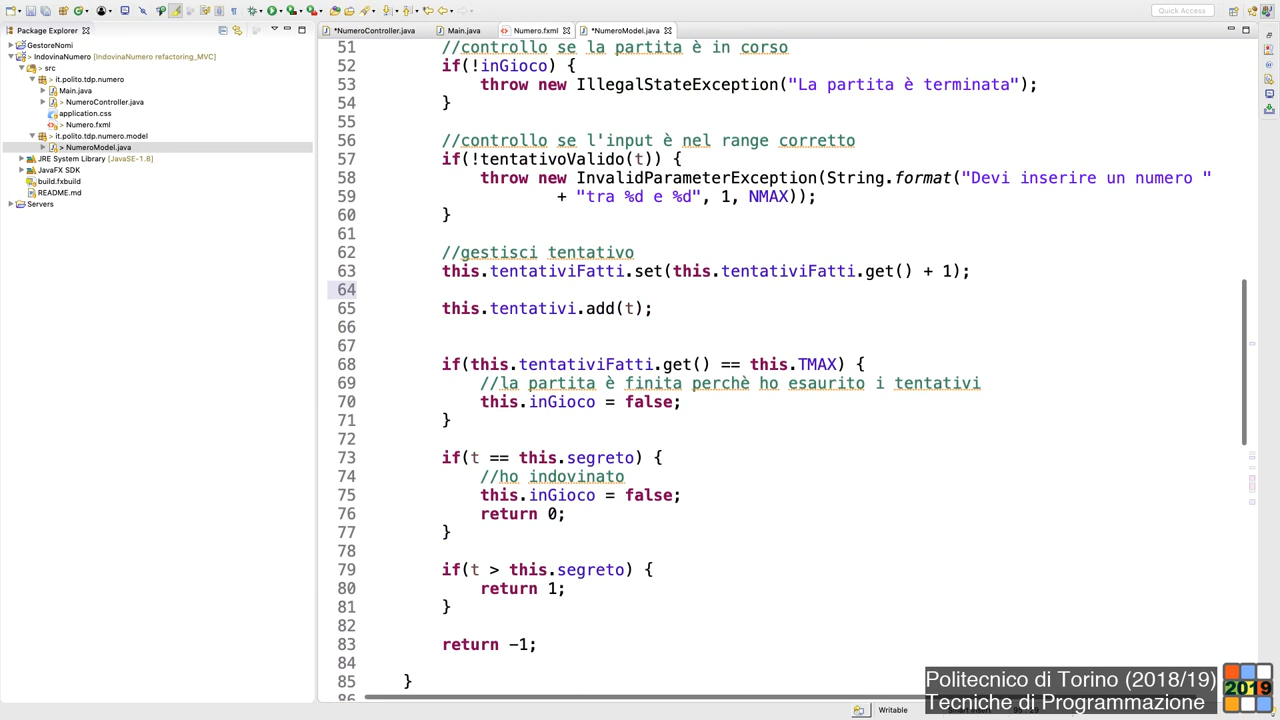 Quick Access
Package Explorer
*NumeroController.java
Main.java
Numero.fxml
*NumeroModel.java
GestoreNomi
> IndovinaNumero [IndovinaNumero refactoring_MVC]
> src
> it.polito.tdp.numero
Main.java
> NumeroController.java
application.css
> Numero.fxml
> it.polito.tdp.numero.model
> NumeroModel.java
JRE System Library [JavaSE-1.8]
JavaFX SDK
build.fxbuild
README.md
Servers
51 //controllo se la partita è in corso
52 if(!inGioco) {
53 throw new IllegalStateException("La partita è terminata");
54 }
55
56 //controllo se l'input è nel range corretto
57 if(!tentativoValido(t)) {
58 throw new InvalidParameterException(String.format("Devi inserire un numero "
59 + "tra %d e %d", 1, NMAX));
60 }
61
62 //gestisci tentativo
63 this.tentativiFatti.set(this.tentativiFatti.get() + 1);
64
65 this.tentativi.add(t);
66
67
68 if(this.tentativiFatti.get() == this.TMAX) {
69 //la partita è finita perchè ho esaurito i tentativi
70 this.inGioco = false;
71 }
72
73 if(t == this.segreto) {
74 //ho indovinato
75 this.inGioco = false;
76 return 0;
77 }
78
79 if(t > this.segreto) {
80 return 1;
81 }
82
83 return -1;
84
85 }
86
Politecnico di Torino (2018/19)
Tecniche di Programmazione
2019
Writable